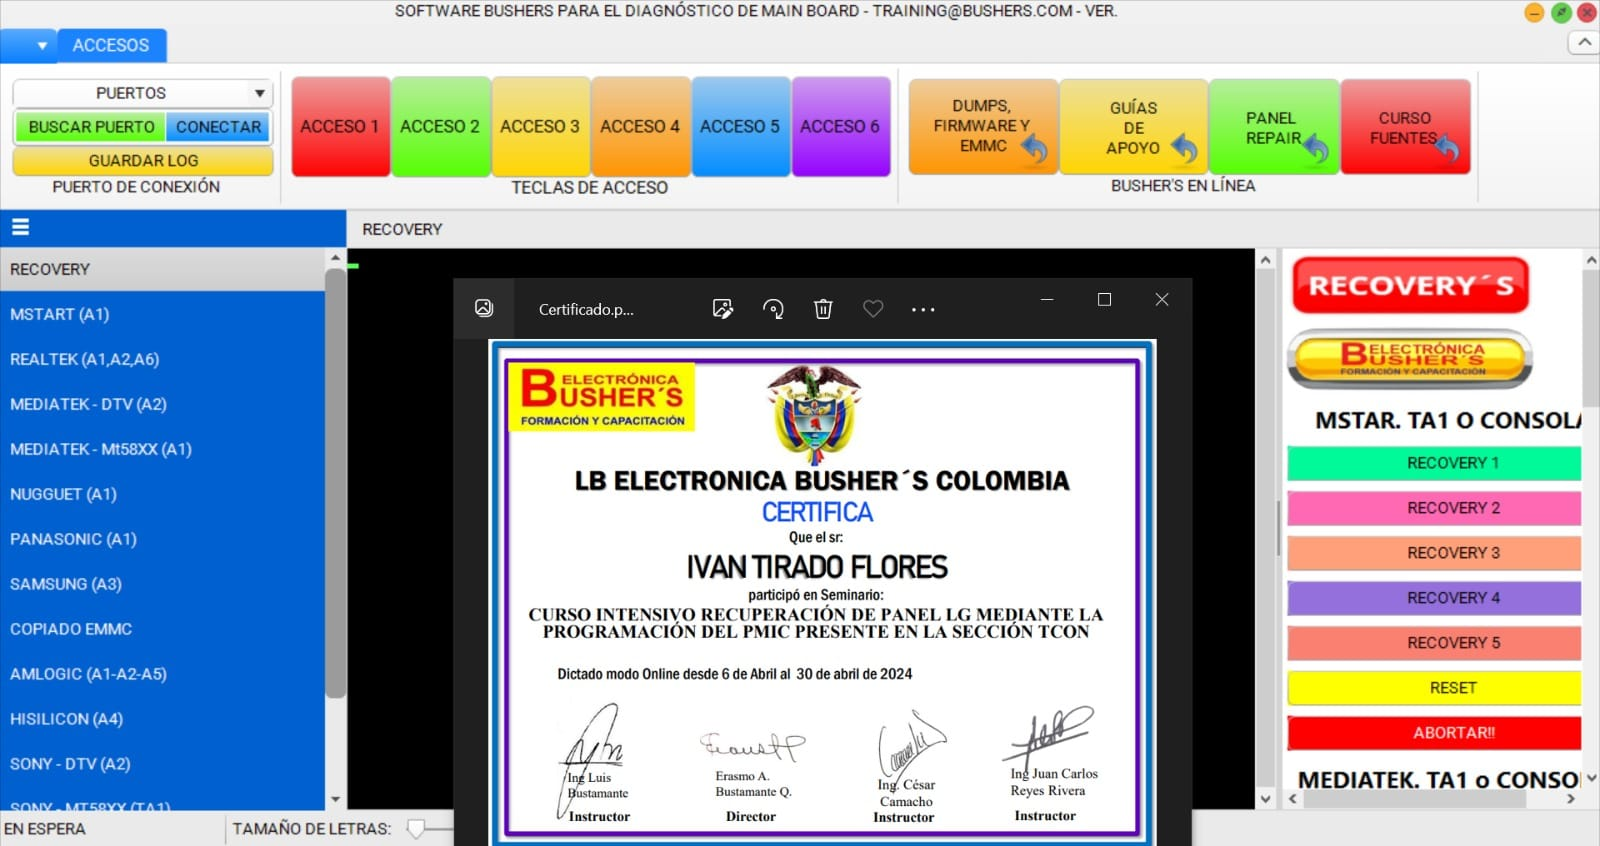 SOFTWARE BUSHERS PARA EL DIAGNÓSTICO DE MAIN BOARD - TRAINING@BUSHERS.COM - VER.
ACCESOS
PUERTOS
BUSCAR PUERTO
CONECTAR
GUARDAR LOG
PUERTO DE CONEXIÓN
ACCESO 1
ACCESO 2
ACCESO 3
ACCESO 4
ACCESO 5
ACCESO 6
TECLAS DE ACCESO
DUMPS,
FIRMWARE Y
EMMC
GUÍAS
DE
APOYO
PANEL
REPAIR
CURSO
FUENTES
BUSHER'S EN LÍNEA
RECOVERY
RECOVERY
MSTART (A1)
REALTEK (A1,A2,A6)
MEDIATEK - DTV (A2)
MEDIATEK - Mt58XX (A1)
NUGGUET (A1)
PANASONIC (A1)
SAMSUNG (A3)
COPIADO EMMC
AMLOGIC (A1-A2-A5)
HISILICON (A4)
SONY - DTV (A2)
SONY - MT58XX (TA1)
EN ESPERA
TAMAÑO DE LETRAS:
Certificado.p...
ELECTRÓNICA
BUSHER´S
FORMACIÓN Y CAPACITACIÓN
LB ELECTRONICA BUSHER´S COLOMBIA
CERTIFICA
Que el sr:
IVAN TIRADO FLORES
participó en Seminario:
CURSO INTENSIVO RECUPERACIÓN DE PANEL LG MEDIANTE LA
PROGRAMACIÓN DEL PMIC PRESENTE EN LA SECCIÓN TCON
Dictado modo Online desde 6 de Abril al 30 de abril de 2024
Ing Luis
Bustamante
Instructor
Erasmo A.
Bustamante Q.
Director
Ing. César
Camacho
Instructor
Ing Juan Carlos
Reyes Rivera
Instructor
RECOVERY´S
ELECTRÓNICA
BUSHER´S
FORMACIÓN Y CAPACITACIÓN
MSTAR. TA1 O CONSOLA
RECOVERY 1
RECOVERY 2
RECOVERY 3
RECOVERY 4
RECOVERY 5
RESET
ABORTAR!!
MEDIATEK. TA1 o CONSO